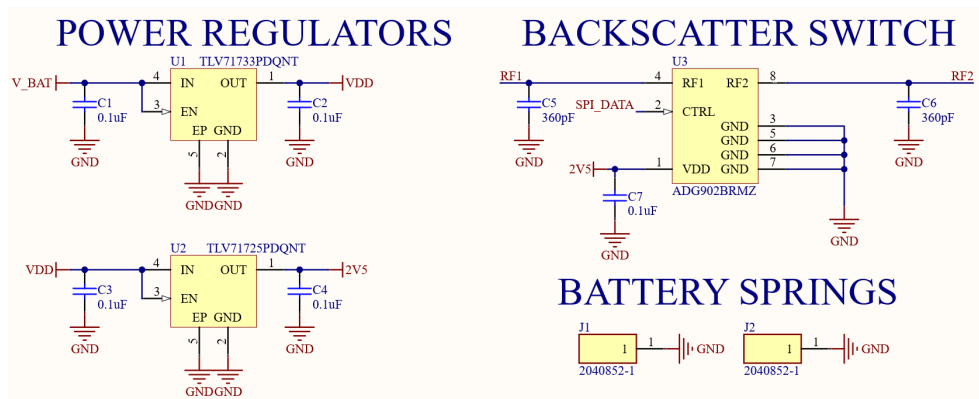 POWER REGULATORS
U1 TLV71733PDQNT
V_BAT
4 IN OUT 1
VDD
C1
0.1uF
3 EN
C2
0.1uF
EP GND
5 2
GND
GND
GNDGND
U2 TLV71725PDQNT
VDD
4 IN OUT 1
2V5
C3
0.1uF
3 EN
C4
0.1uF
EP GND
5 2
GND
GND
GNDGND
BACKSCATTER SWITCH
U3
RF1
4 RF1 RF2 8
RF2
C5
360pF
SPI_DATA
2 CTRL
C6
360pF
GND 3
GND 5
GND 6
GND 7
GND
GND
2V5
1 VDD
ADG902BRMZ
C7
0.1uF
GND
GND
BATTERY SPRINGS
J1
1 1
GND
2040852-1
J2
1 1
GND
2040852-1